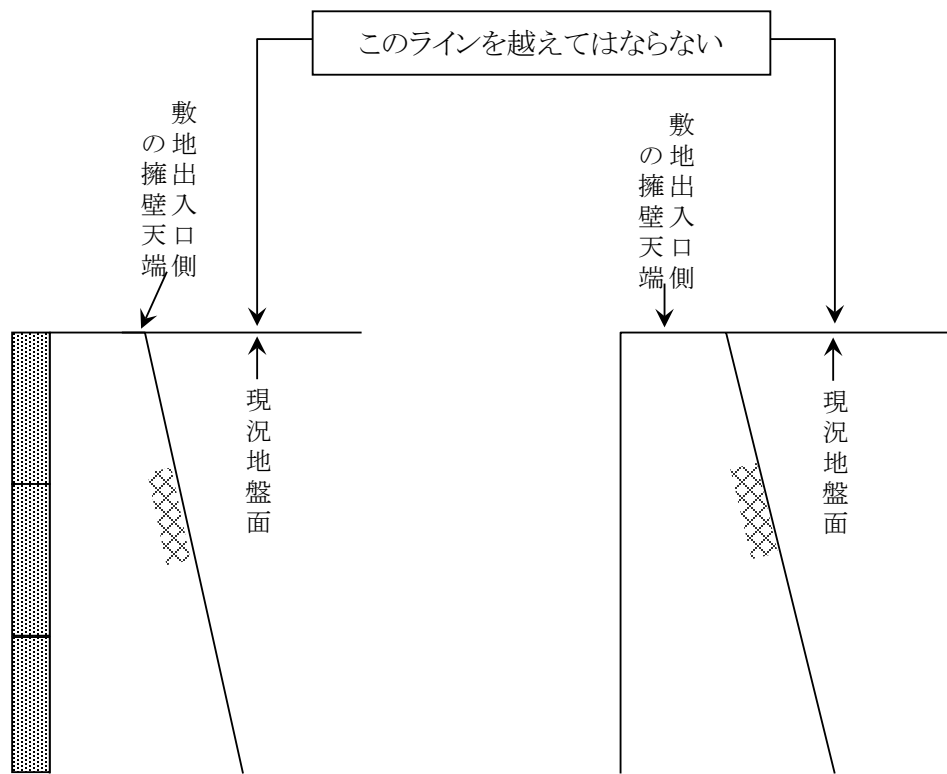 このラインを越えてはならない
敷地出入口側
の擁壁天端
敷地出入口側
の擁壁天端
現況地盤面
現況地盤面